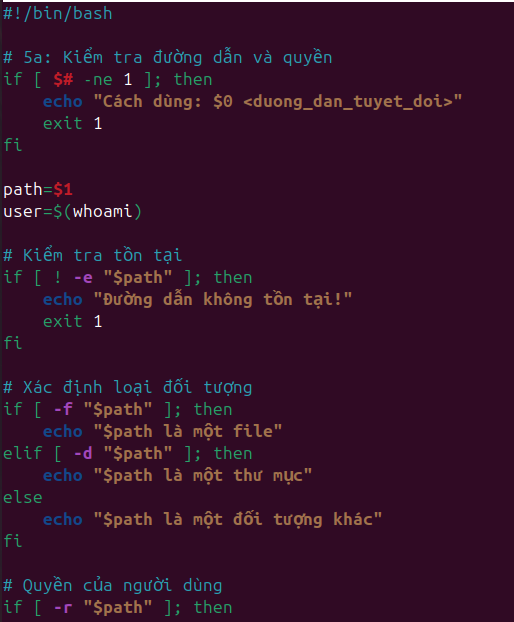 #!/bin/bash

# 5a: Kiểm tra đường dẫn và quyền
if [ $# -ne 1 ]; then
    echo "Cách dùng: $0 <duong_dan_tuyet_doi>"
    exit 1
fi

path=$1
user=$(whoami)

# Kiểm tra tồn tại
if [ ! -e "$path" ]; then
    echo "Đường dẫn không tồn tại!"
    exit 1
fi

# Xác định loại đối tượng
if [ -f "$path" ]; then
    echo "$path là một file"
elif [ -d "$path" ]; then
    echo "$path là một thư mục"
else
    echo "$path là một đối tượng khác"
fi

# Quyền của người dùng
if [ -r "$path" ]; then